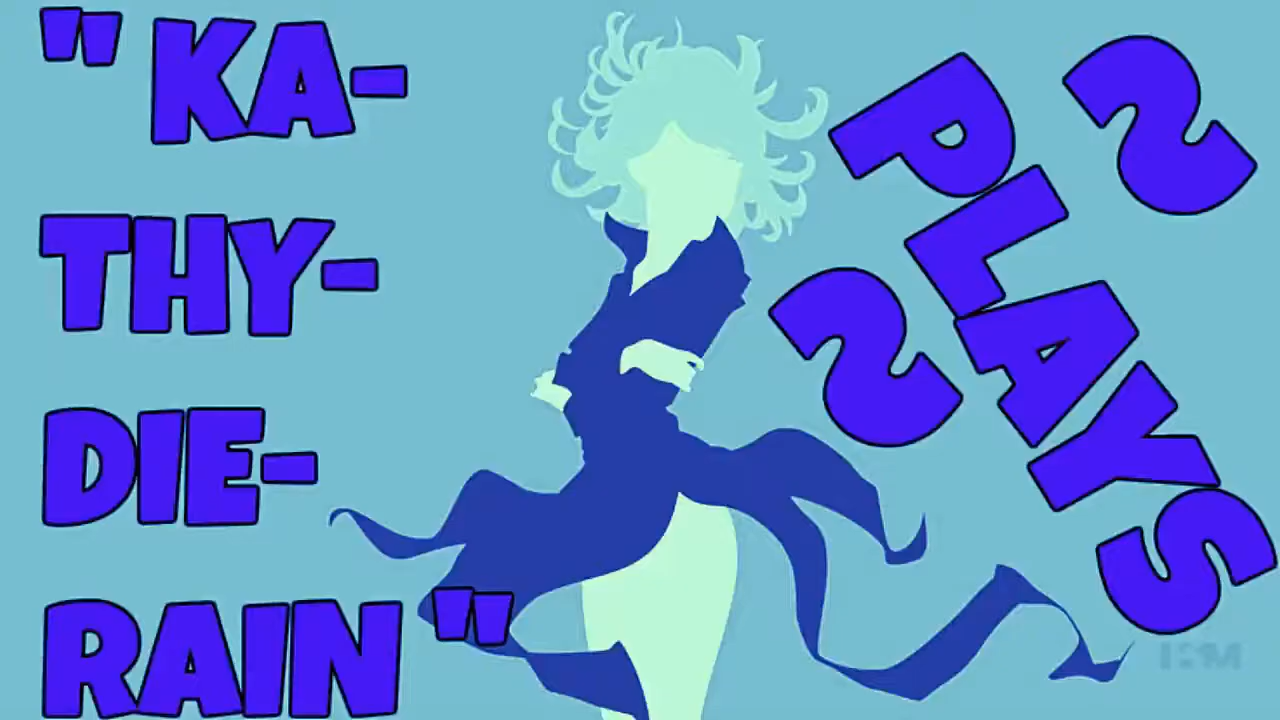 "KA-
THY-
DIE-
RAIN"
~
PLAYS
~